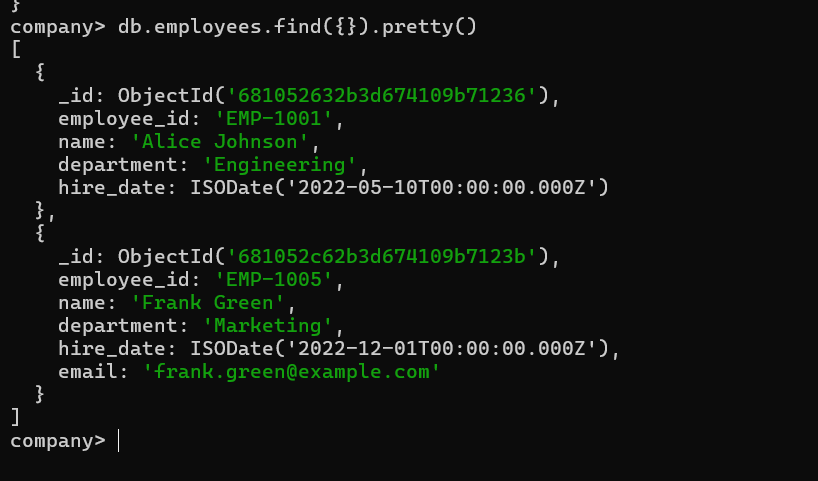 }
company> db.employees.find({}).pretty()
[
  {
    _id: ObjectId('681052632b3d674109b71236'),
    employee_id: 'EMP-1001',
    name: 'Alice Johnson',
    department: 'Engineering',
    hire_date: ISODate('2022-05-10T00:00:00.000Z')
  },
  {
    _id: ObjectId('681052c62b3d674109b7123b'),
    employee_id: 'EMP-1005',
    name: 'Frank Green',
    department: 'Marketing',
    hire_date: ISODate('2022-12-01T00:00:00.000Z'),
    email: 'frank.green@example.com'
  }
]
company>